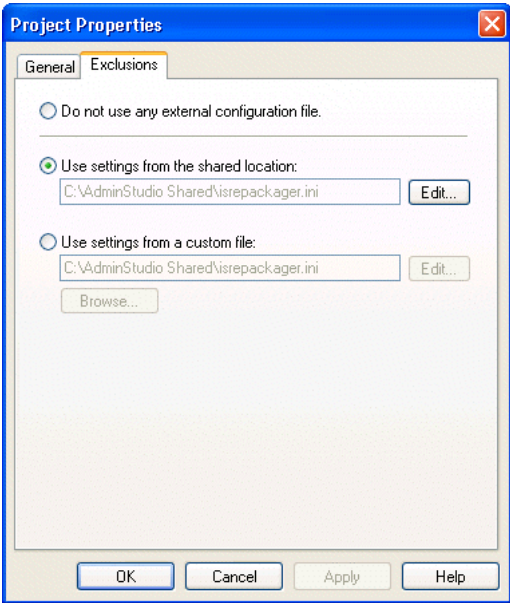 Project Properties
General Exclusions
Do not use any external configuration file.
Use settings from the shared location:
C:\AdminStudio Shared\isrepackager.ini Edit...
Use settings from a custom file:
C:\AdminStudio Shared\isrepackager.ini Edit...
Browse...
OK Cancel Apply Help